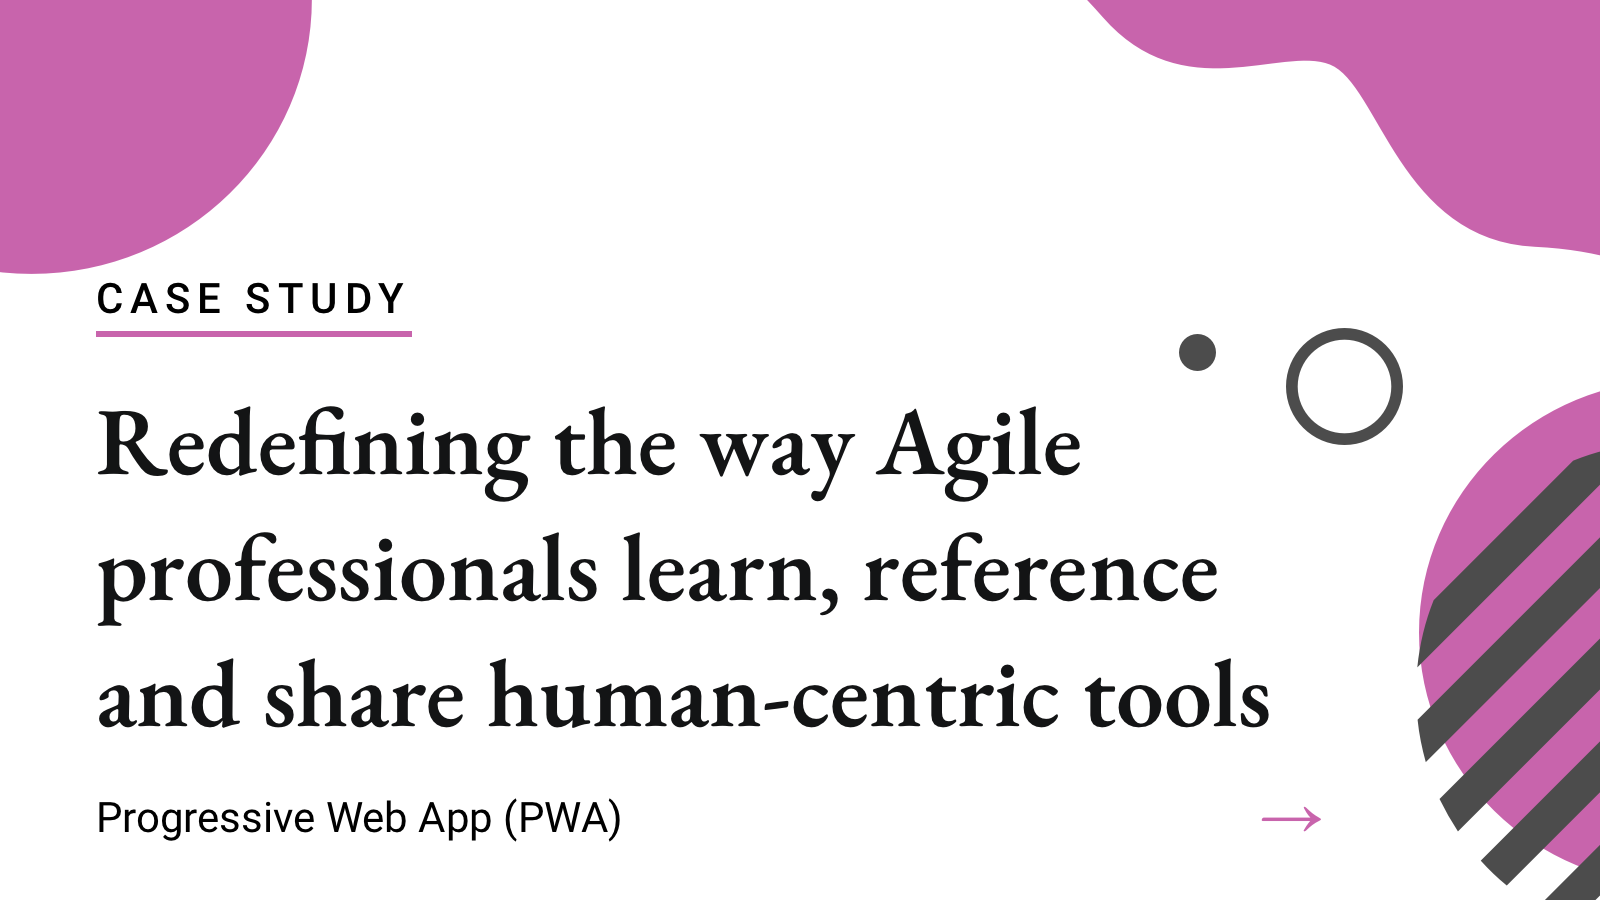 CASE STUDY
Redefining the way Agile
professionals learn, reference
and share human-centric tools
Progressive Web App (PWA)